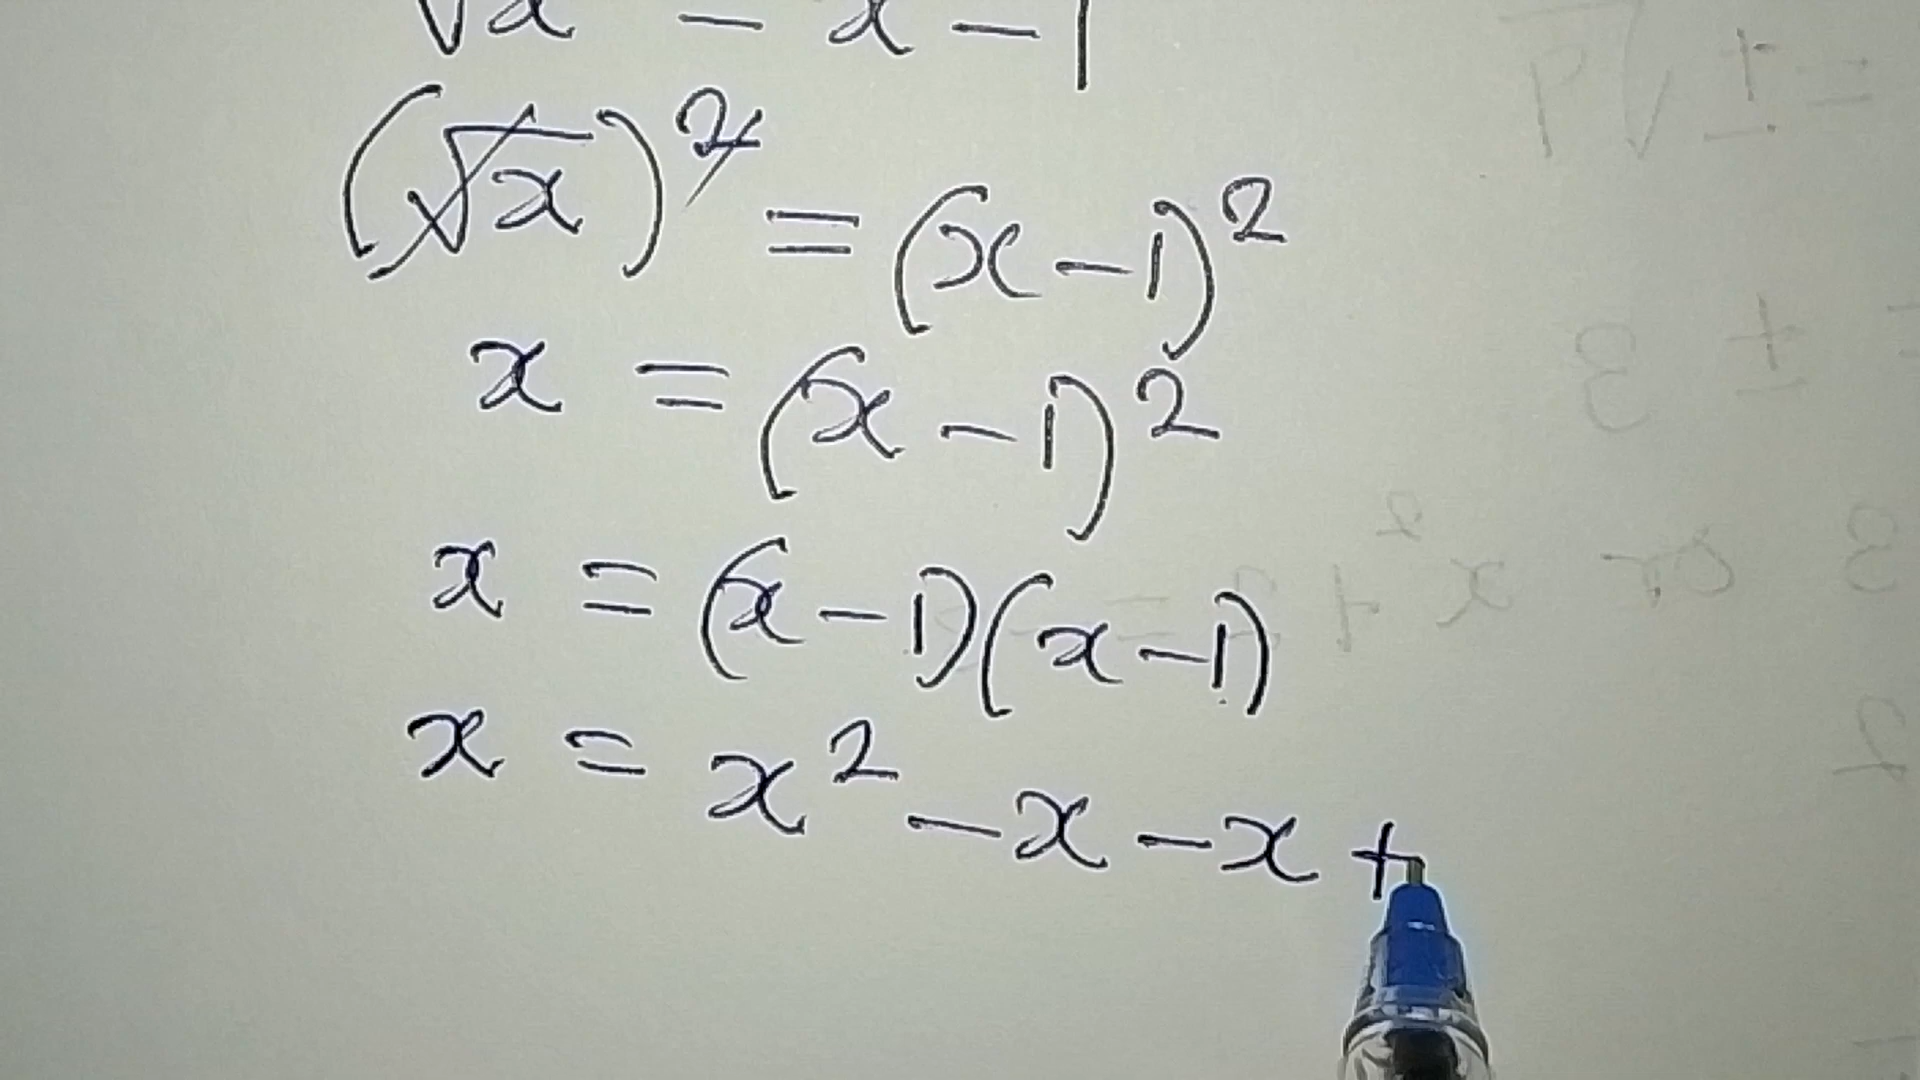 √x = x - 1
(√x)² = (x - 1)²
x = (x - 1)²
x = (x - 1)(x - 1)
x = x² - x - x +